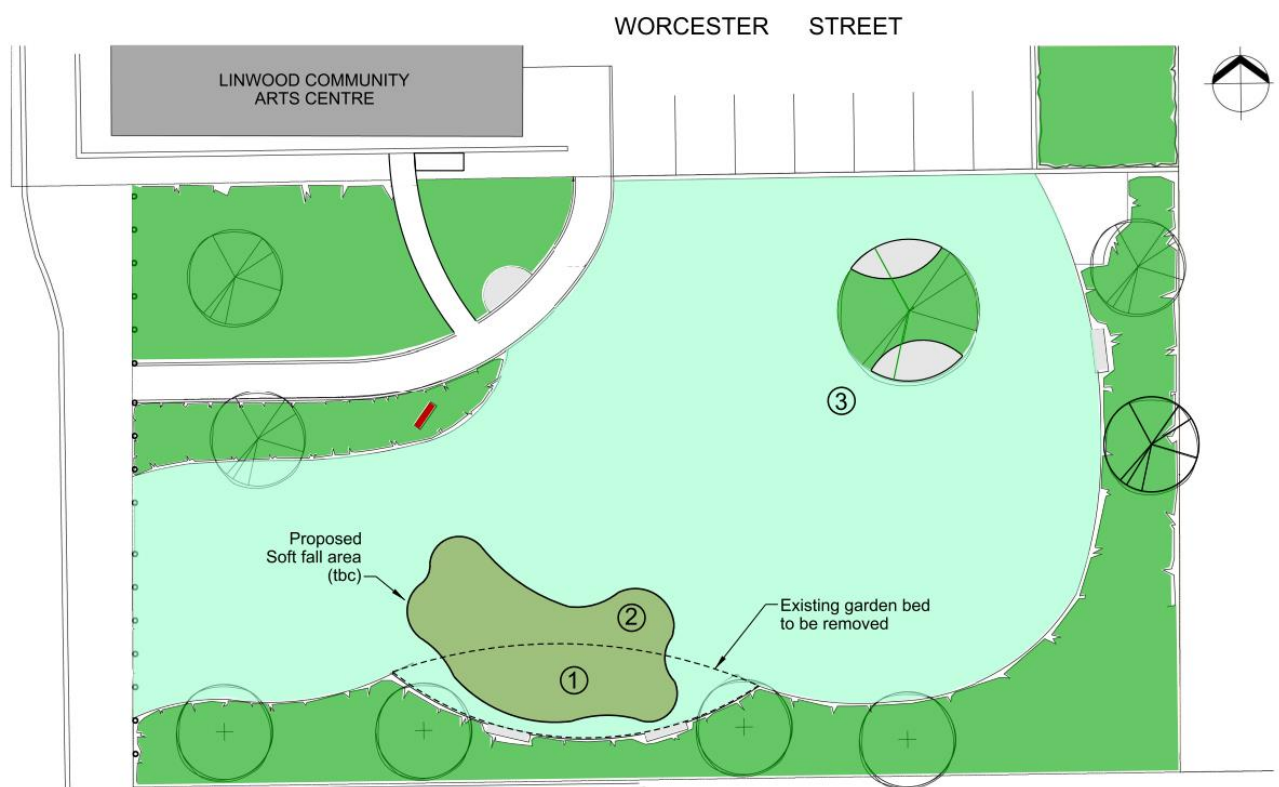 WORCESTER STREET
LINWOOD COMMUNITY
ARTS CENTRE
3
Proposed
Soft fall area
(tbc)
2
Existing garden bed
to be removed
1